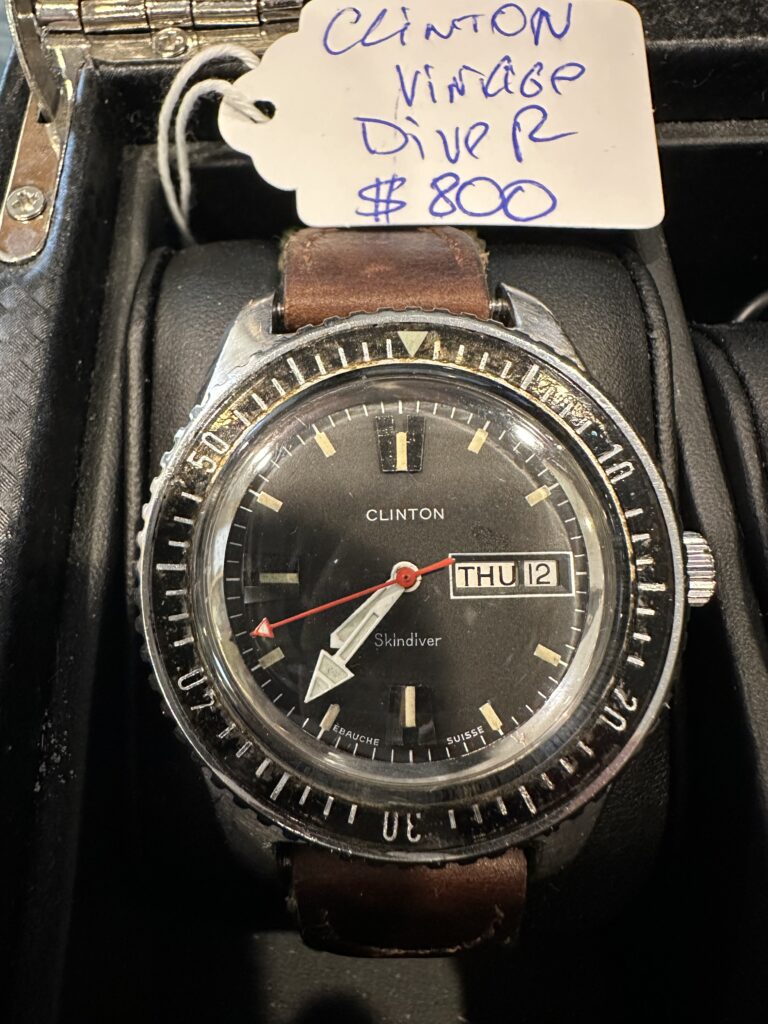 CLINTON
VINTAGE
DIVER
$800
50
10
CLINTON
THU 12
Skindiver
40
20
EBAUCHE SUISSE
30